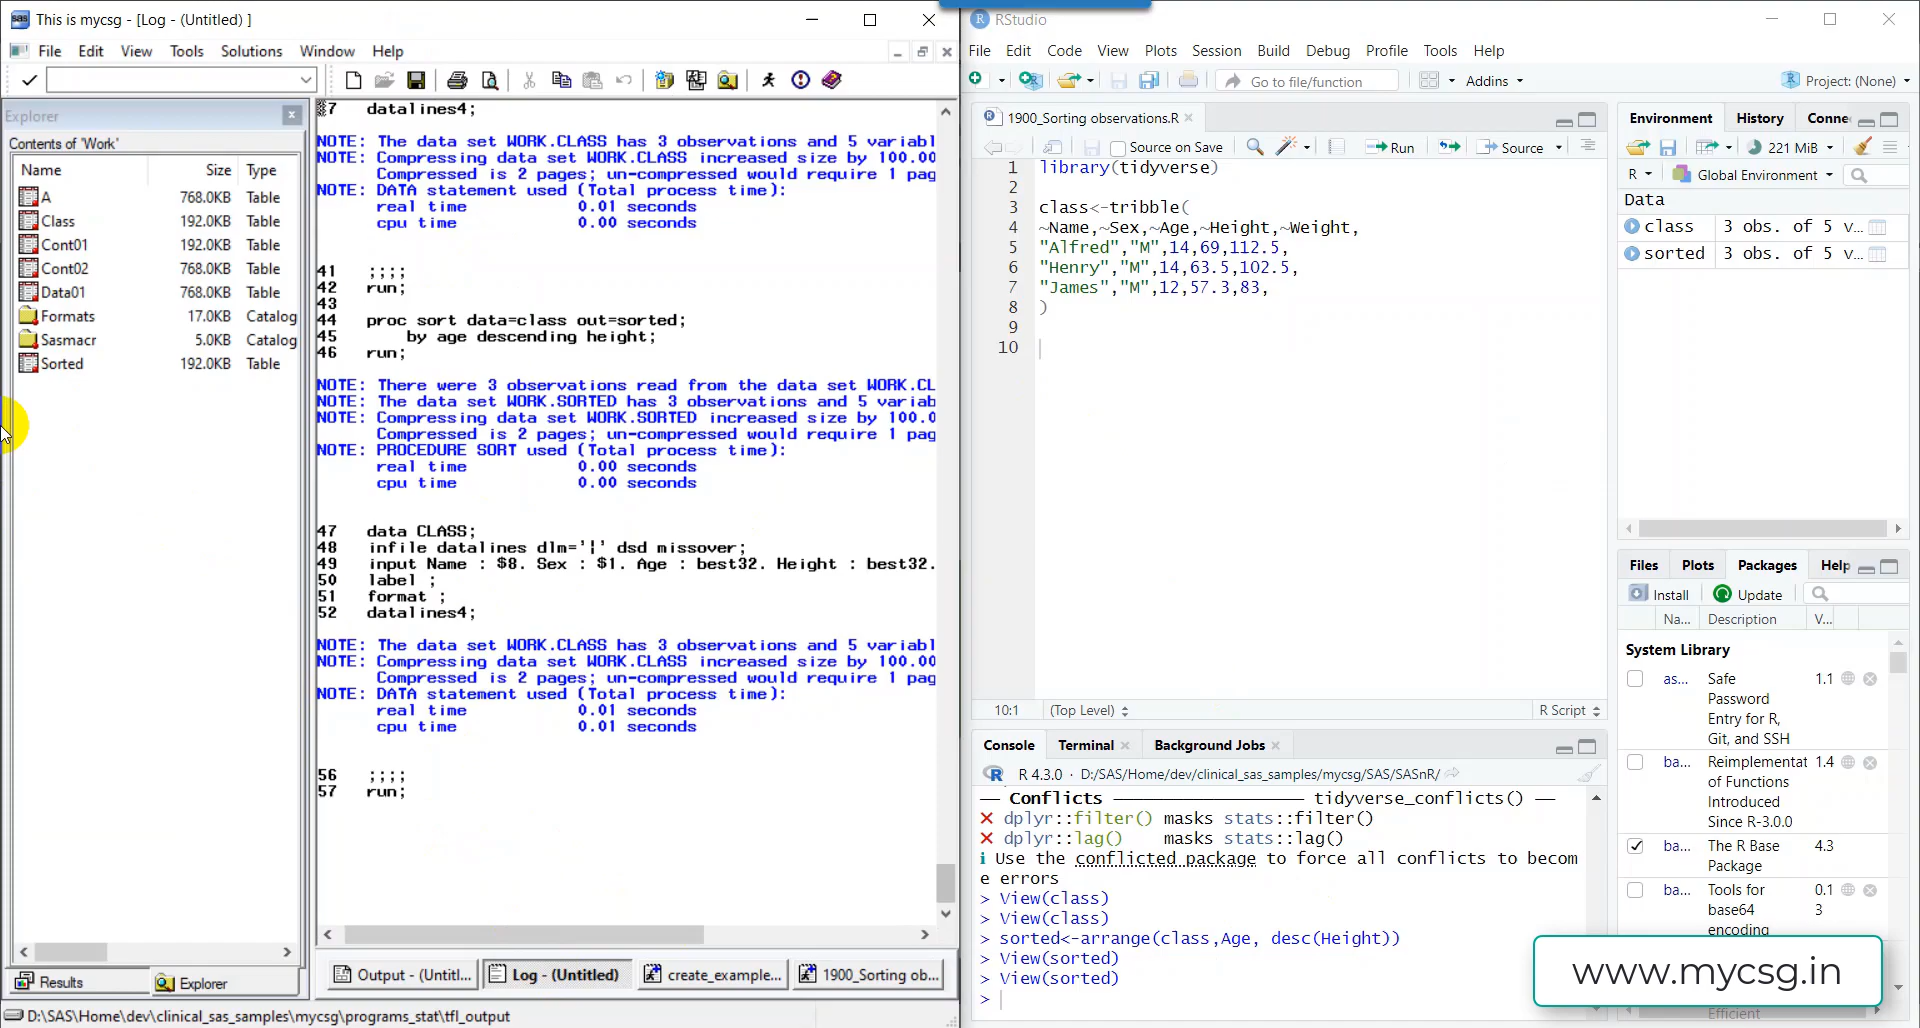 This is mycsg - [Log - (Untitled) ]
File Edit View Tools Solutions Window Help
Explorer
Contents of 'Work'
Name Size Type
A 768.0KB Table
Class 192.0KB Table
Cont01 192.0KB Table
Cont02 768.0KB Table
Data01 768.0KB Table
Formats 17.0KB Catalog
Sasmacr 5.0KB Catalog
Sorted 192.0KB Table
Results Explorer
7 datalines4;
NOTE: The data set WORK.CLASS has 3 observations and 5 variabl
NOTE: Compressing data set WORK.CLASS increased size by 100.00
Compressed is 2 pages; un-compressed would require 1 pag
NOTE: DATA statement used (Total process time):
real time 0.01 seconds
cpu time 0.00 seconds
41 ;;;;
42 run;
43
44 proc sort data=class out=sorted;
45 by age descending height;
46 run;
NOTE: There were 3 observations read from the data set WORK.CL
NOTE: The data set WORK.SORTED has 3 observations and 5 variab
NOTE: Compressing data set WORK.SORTED increased size by 100.0
Compressed is 2 pages; un-compressed would require 1 pag
NOTE: PROCEDURE SORT used (Total process time):
real time 0.00 seconds
cpu time 0.00 seconds
47 data CLASS;
48 infile datalines dlm='|' dsd missover;
49 input Name : $8. Sex : $1. Age : best32. Height : best32.
50 label ;
51 format ;
52 datalines4;
NOTE: The data set WORK.CLASS has 3 observations and 5 variabl
NOTE: Compressing data set WORK.CLASS increased size by 100.00
Compressed is 2 pages; un-compressed would require 1 pag
NOTE: DATA statement used (Total process time):
real time 0.01 seconds
cpu time 0.01 seconds
56 ;;;;
57 run;
Output - (Untitl... Log - (Untitled) create_example... 1900_Sorting ob...
D:\SAS\Home\dev\clinical_sas_samples\mycsg\programs_stat\tfl_output
RStudio
File Edit Code View Plots Session Build Debug Profile Tools Help
Go to file/function Addins Project: (None)
1900_Sorting observations.R
Source on Save Run Source
1 library(tidyverse)
2
3 class<-tribble(
4 ~Name,~Sex,~Age,~Height,~Weight,
5 "Alfred","M",14,69,112.5,
6 "Henry","M",14,63.5,102.5,
7 "James","M",12,57.3,83,
8 )
9
10
10:1 (Top Level) R Script
Console Terminal Background Jobs
R 4.3.0 · D:/SAS/Home/dev/clinical_sas_samples/mycsg/SAS/SASnR/
── Conflicts ── tidyverse_conflicts() ──
✕ dplyr::filter() masks stats::filter()
✕ dplyr::lag() masks stats::lag()
ℹ Use the conflicted package to force all conflicts to becom
e errors
> View(class)
> View(class)
> sorted<-arrange(class,Age, desc(Height))
> View(sorted)
> View(sorted)
>
Environment History Conne
221 MiB
R Global Environment
Data
class 3 obs. of 5 v...
sorted 3 obs. of 5 v...
Files Plots Packages Help
Install Update
Na... Description V...
System Library
as... Safe Password Entry for R, Git, and SSH 1.1
ba... Reimplementat of Functions Introduced Since R-3.0.0 1.4
ba... The R Base Package 4.3
ba... Tools for base64 encoding 0.1 3
Efficient
www.mycsg.in